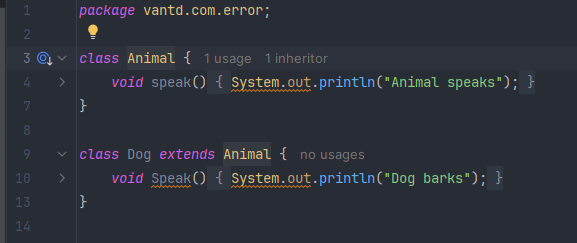 1 package vantd.com.error;
2
3 class Animal { 1 usage 1 inheritor
4 void speak() { System.out.println("Animal speaks"); }
7 }
8
9 class Dog extends Animal { no usages
10 void Speak() { System.out.println("Dog barks"); }
13 }
14